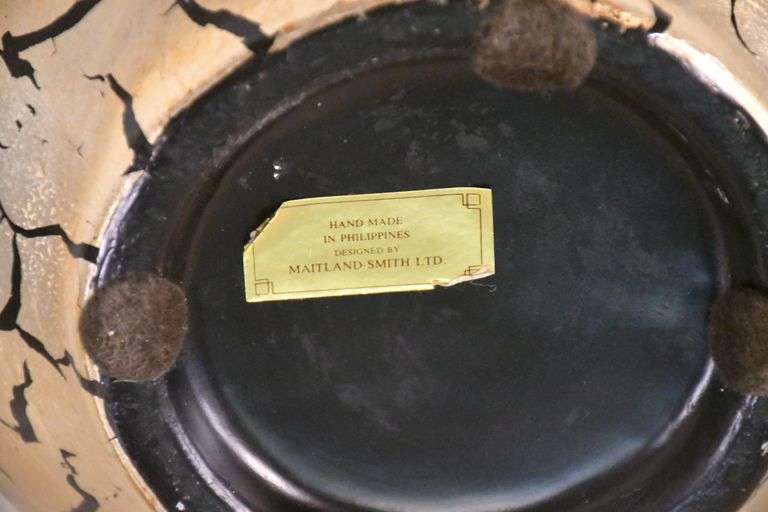 HAND MADE
IN PHILIPPINES
DESIGNED BY
MAITLAND-SMITH LTD.